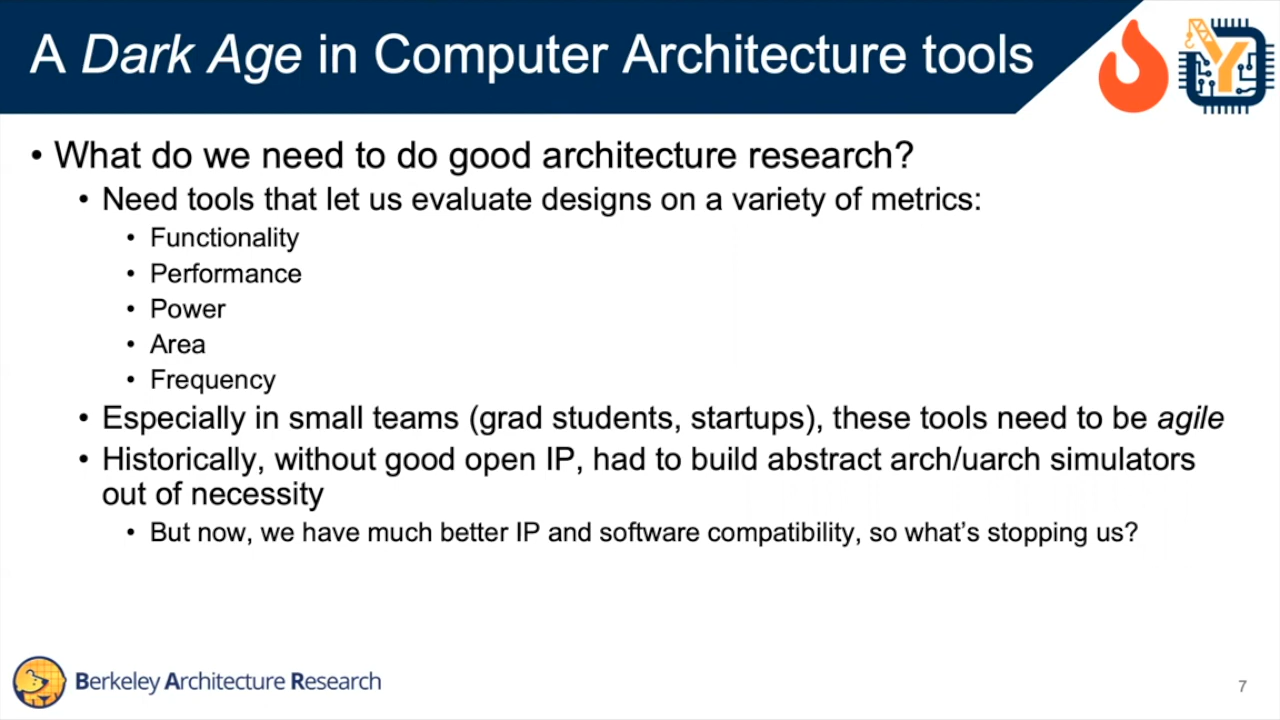 A Dark Age in Computer Architecture tools
• What do we need to do good architecture research?
• Need tools that let us evaluate designs on a variety of metrics:
• Functionality
• Performance
• Power
• Area
• Frequency
• Especially in small teams (grad students, startups), these tools need to be agile
• Historically, without good open IP, had to build abstract arch/uarch simulators
out of necessity
• But now, we have much better IP and software compatibility, so what's stopping us?
Berkeley Architecture Research
7